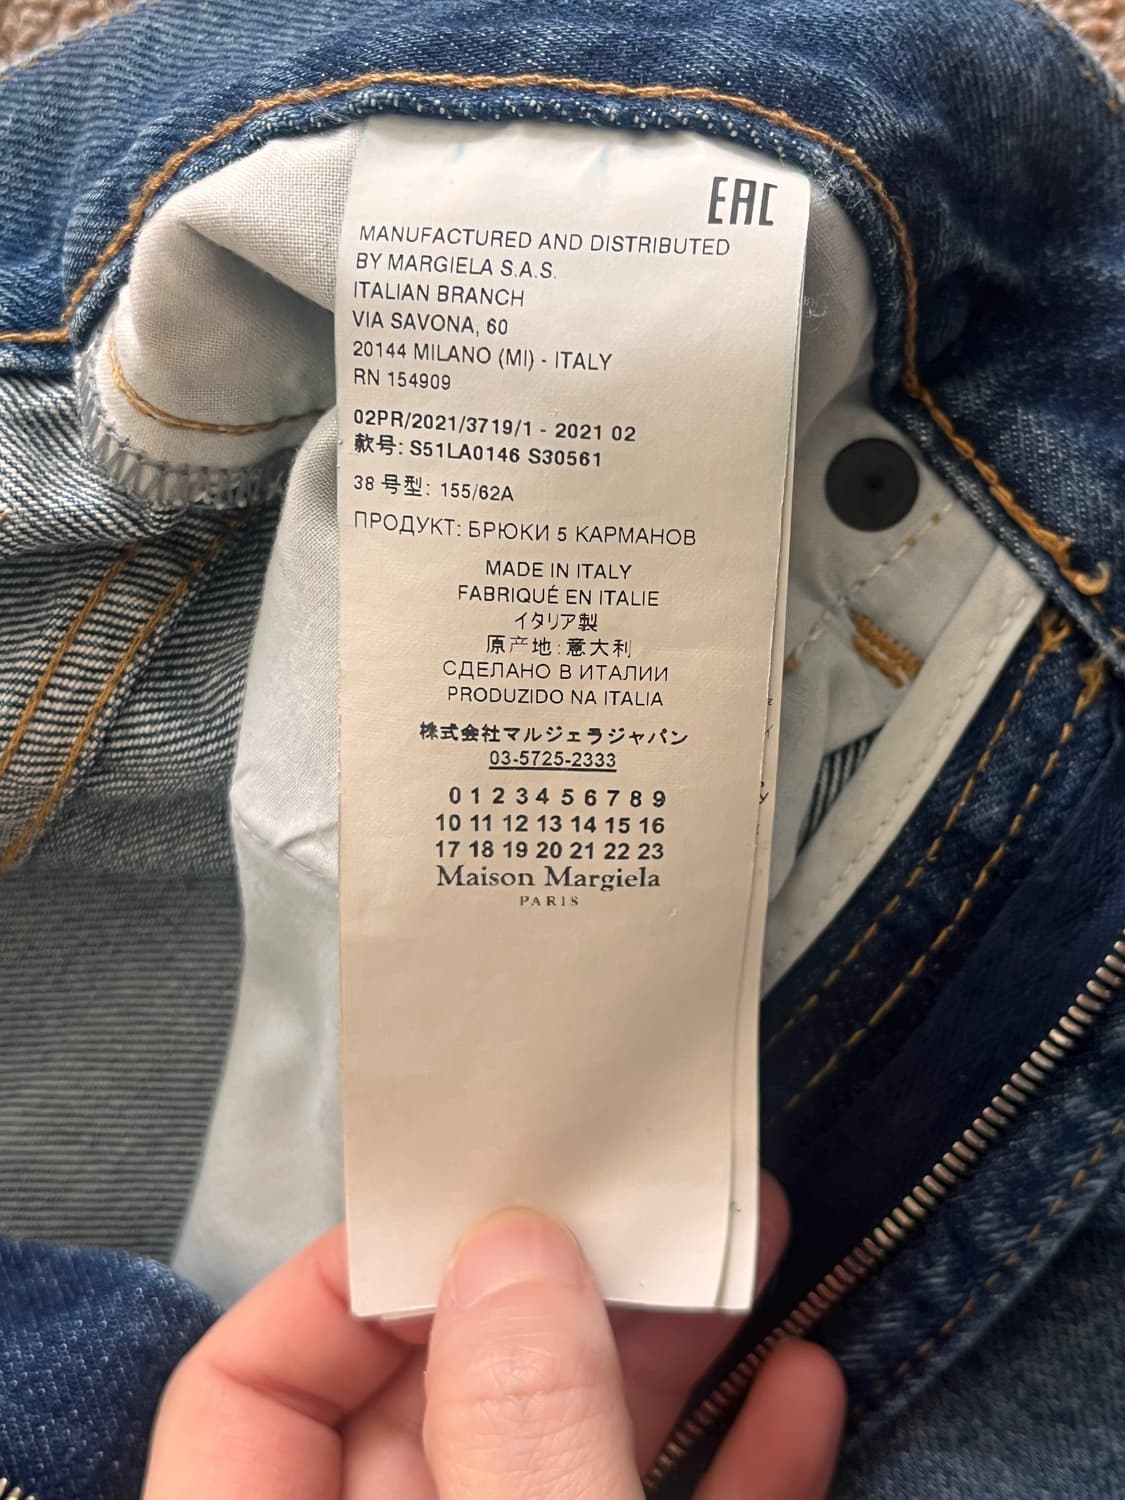 EAC
MANUFACTURED AND DISTRIBUTED
BY MARGIELA S.A.S.
ITALIAN BRANCH
VIA SAVONA, 60
20144 MILANO (MI) - ITALY
RN 154909
02PR/2021/3719/1 - 2021 02
款号: S51LA0146 S30561
38 号型: 155/62A
ПРОДУКТ: БРЮКИ 5 КАРМАНОВ
MADE IN ITALY
FABRIQUÉ EN ITALIE
イタリア製
原产地: 意大利
СДЕЛАНО В ИТАЛИИ
PRODUZIDO NA ITALIA
株式会社マルジェラジャパン
03-5725-2333
0 1 2 3 4 5 6 7 8 9
10 11 12 13 14 15 16
17 18 19 20 21 22 23
Maison Margiela
PARIS